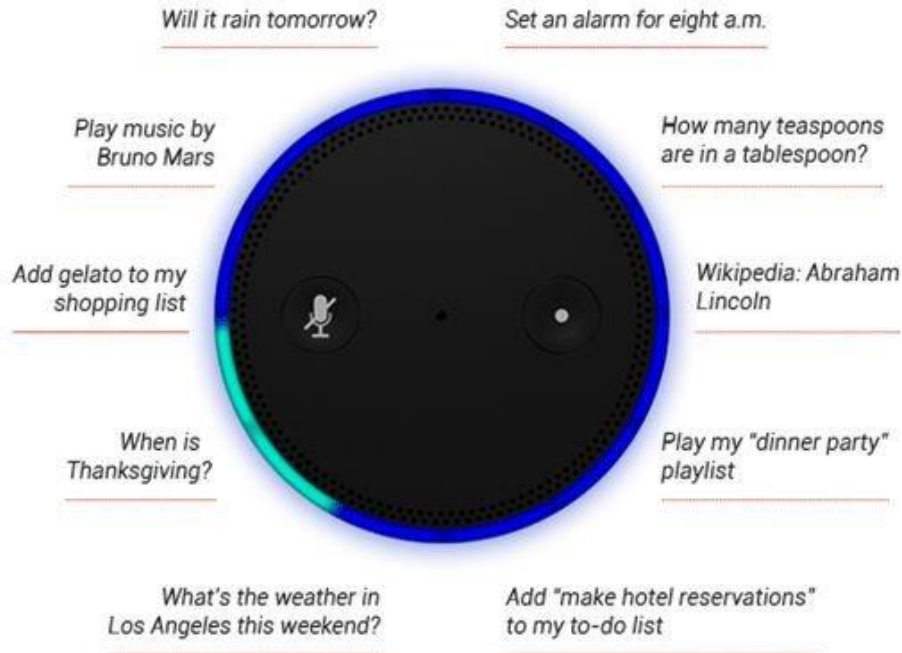 Will it rain tomorrow?
Set an alarm for eight a.m.
Play music by
Bruno Mars
How many teaspoons
are in a tablespoon?
Add gelato to my
shopping list
Wikipedia: Abraham
Lincoln
When is
Thanksgiving?
Play my "dinner party"
playlist
What's the weather in
Los Angeles this weekend?
Add "make hotel reservations"
to my to-do list